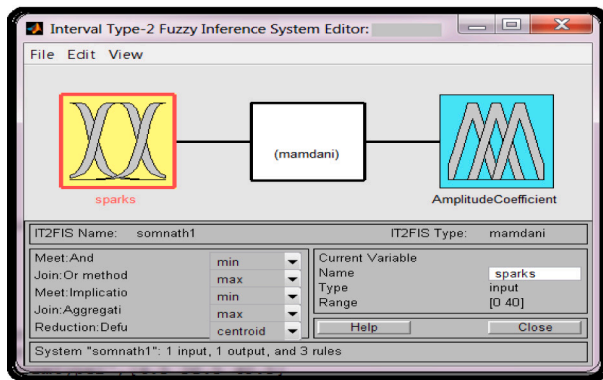 Interval Type-2 Fuzzy Inference System Editor:
File Edit View
(mamdani)
sparks
AmplitudeCoefficient
IT2FIS Name: somnath1 IT2FIS Type: mamdani
Meet:And min
Join:Or method max
Meet:Implicatio min
Join:Aggregati max
Reduction:Defu centroid
Current Variable
Name sparks
Type input
Range [0 40]
Help Close
System "somnath1": 1 input, 1 output, and 3 rules